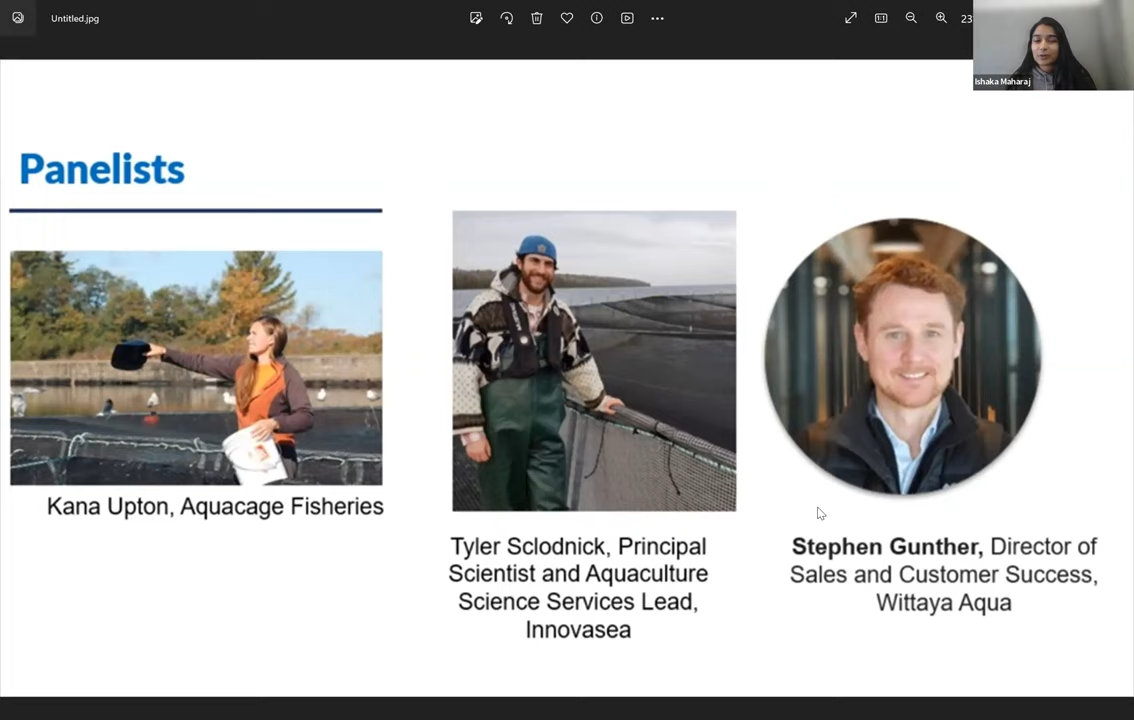 Untitled.jpg
23
Ishaka Maharaj
Panelists
Kana Upton, Aquacage Fisheries
Tyler Sclodnick, Principal
Scientist and Aquaculture
Science Services Lead,
Innovasea
Stephen Gunther, Director of
Sales and Customer Success,
Wittaya Aqua